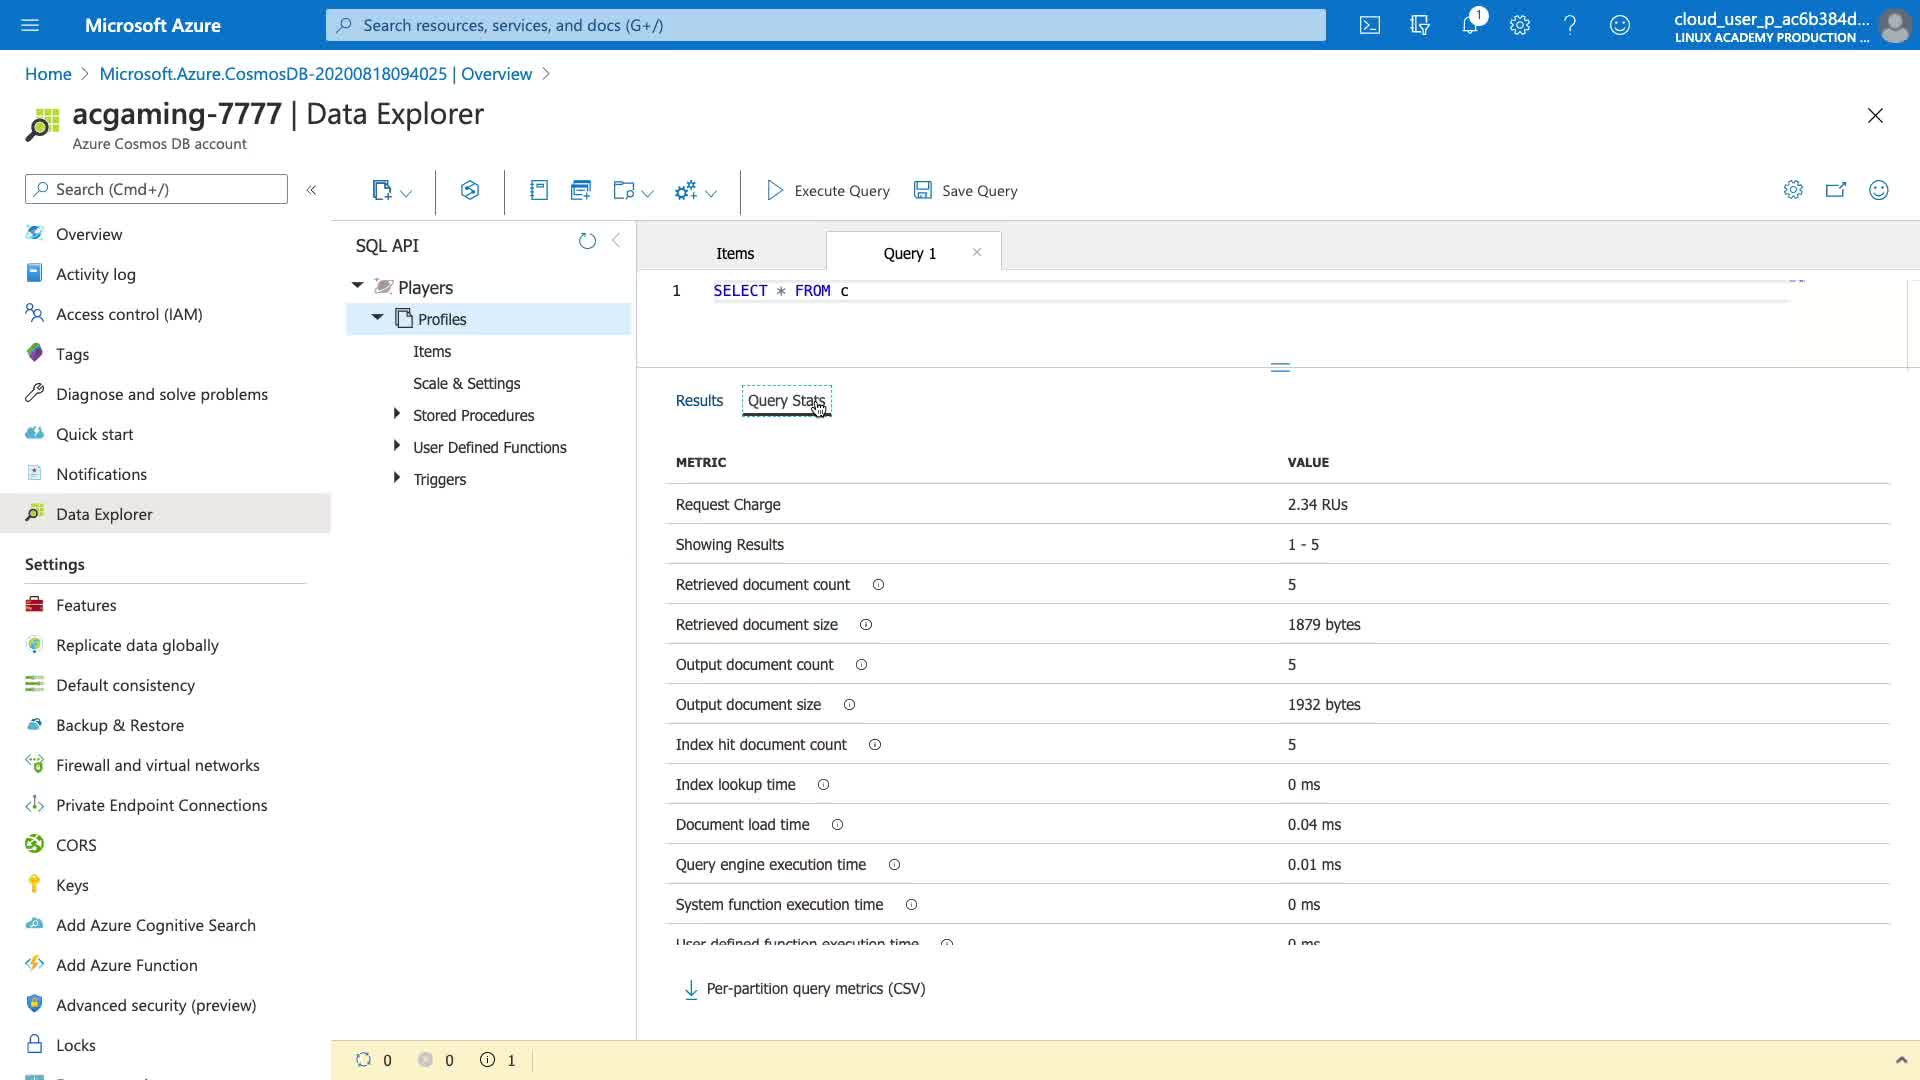 Microsoft Azure
Search resources, services, and docs (G+/)
1
cloud_user_p_ac6b384d...
LINUX ACADEMY PRODUCTION ...
Home
Microsoft.Azure.CosmosDB-20200818094025 | Overview
acgaming-7777 | Data Explorer
Azure Cosmos DB account
Search (Cmd+/)
Execute Query
Save Query
Overview
Activity log
Access control (IAM)
Tags
Diagnose and solve problems
Quick start
Notifications
Data Explorer
Settings
Features
Replicate data globally
Default consistency
Backup & Restore
Firewall and virtual networks
Private Endpoint Connections
CORS
Keys
Add Azure Cognitive Search
Add Azure Function
Advanced security (preview)
Locks
SQL API
Players
Profiles
Items
Scale & Settings
Stored Procedures
User Defined Functions
Triggers
Items
Query 1
1 SELECT * FROM c
Results
Query Stats
METRIC VALUE
Request Charge 2.34 RUs
Showing Results 1 - 5
Retrieved document count 5
Retrieved document size 1879 bytes
Output document count 5
Output document size 1932 bytes
Index hit document count 5
Index lookup time 0 ms
Document load time 0.04 ms
Query engine execution time 0.01 ms
System function execution time 0 ms
User defined function execution time 0 ms
Per-partition query metrics (CSV)
0 0 1